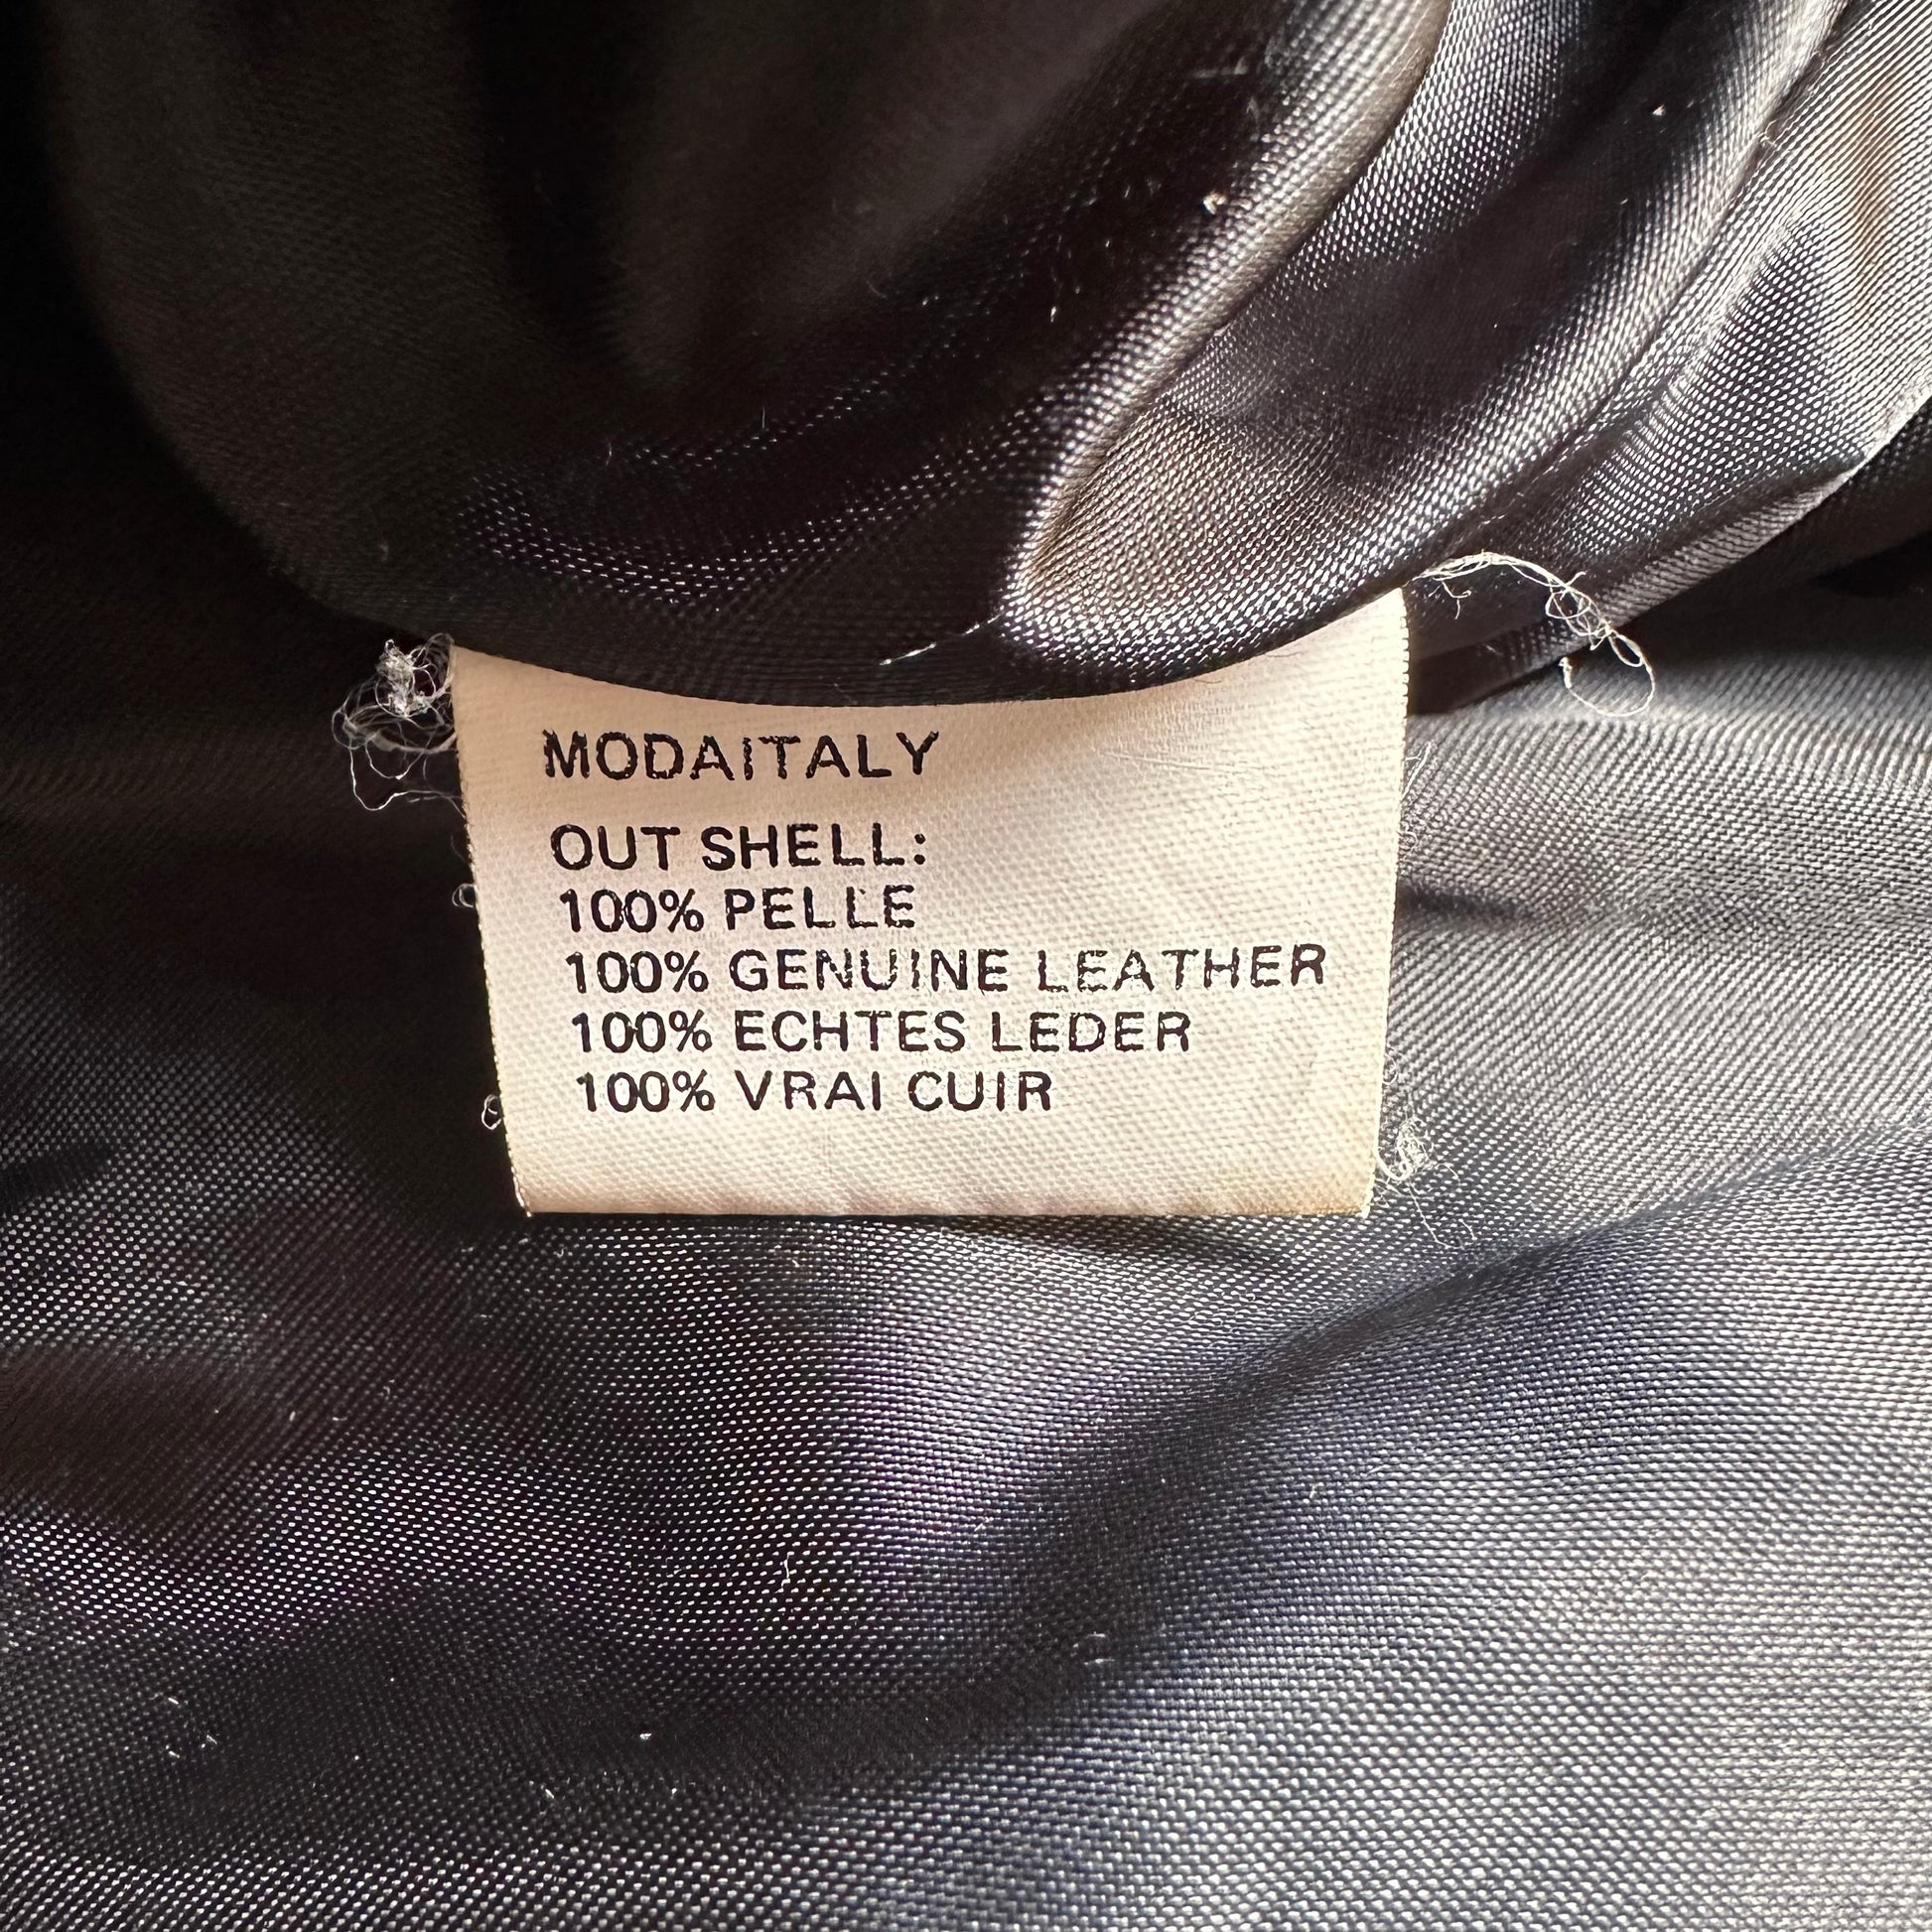 MODAITALY
OUT SHELL:
100% PELLE
100% GENUINE LEATHER
100% ECHTES LEDER
100% VRAI CUIR